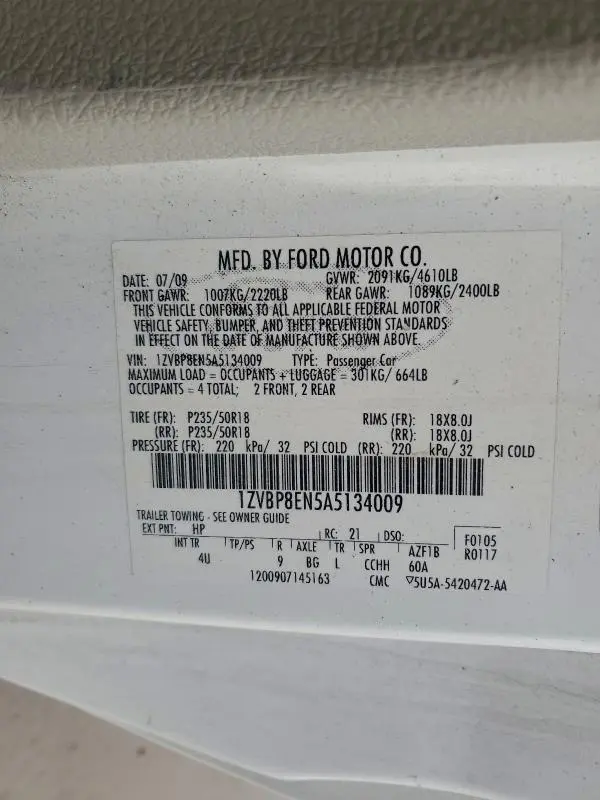 MFD. BY FORD MOTOR CO.
DATE: 07/09 GVWR: 2091KG/4610LB
FRONT GAWR: 1007KG/2220LB REAR GAWR: 1089KG/2400LB
THIS VEHICLE CONFORMS TO ALL APPLICABLE FEDERAL MOTOR
VEHICLE SAFETY, BUMPER, AND THEFT PREVENTION STANDARDS
IN EFFECT ON THE DATE OF MANUFACTURE SHOWN ABOVE.
VIN: 1ZVBP8EN5A5134009 TYPE: Passenger Car
MAXIMUM LOAD = OCCUPANTS + LUGGAGE = 301KG/ 664LB
OCCUPANTS = 4 TOTAL; 2 FRONT, 2 REAR
TIRE (FR): P235/50R18 RIMS (FR): 18X8.0J
(RR): P235/50R18 (RR): 18X8.0J
PRESSURE (FR): 220 kPa/ 32 PSI COLD (RR): 220 kPa/ 32 PSI COLD
1ZVBP8EN5A5134009
TRAILER TOWING - SEE OWNER GUIDE
EXT PNT: HP RC: 21 DSO: F0105
INT TR TP/PS R AXLE TR SPR AZF1B R0117
4U 9 BG L CCHH 60A
1200907145163 CMC ▽5U5A-5420472-AA